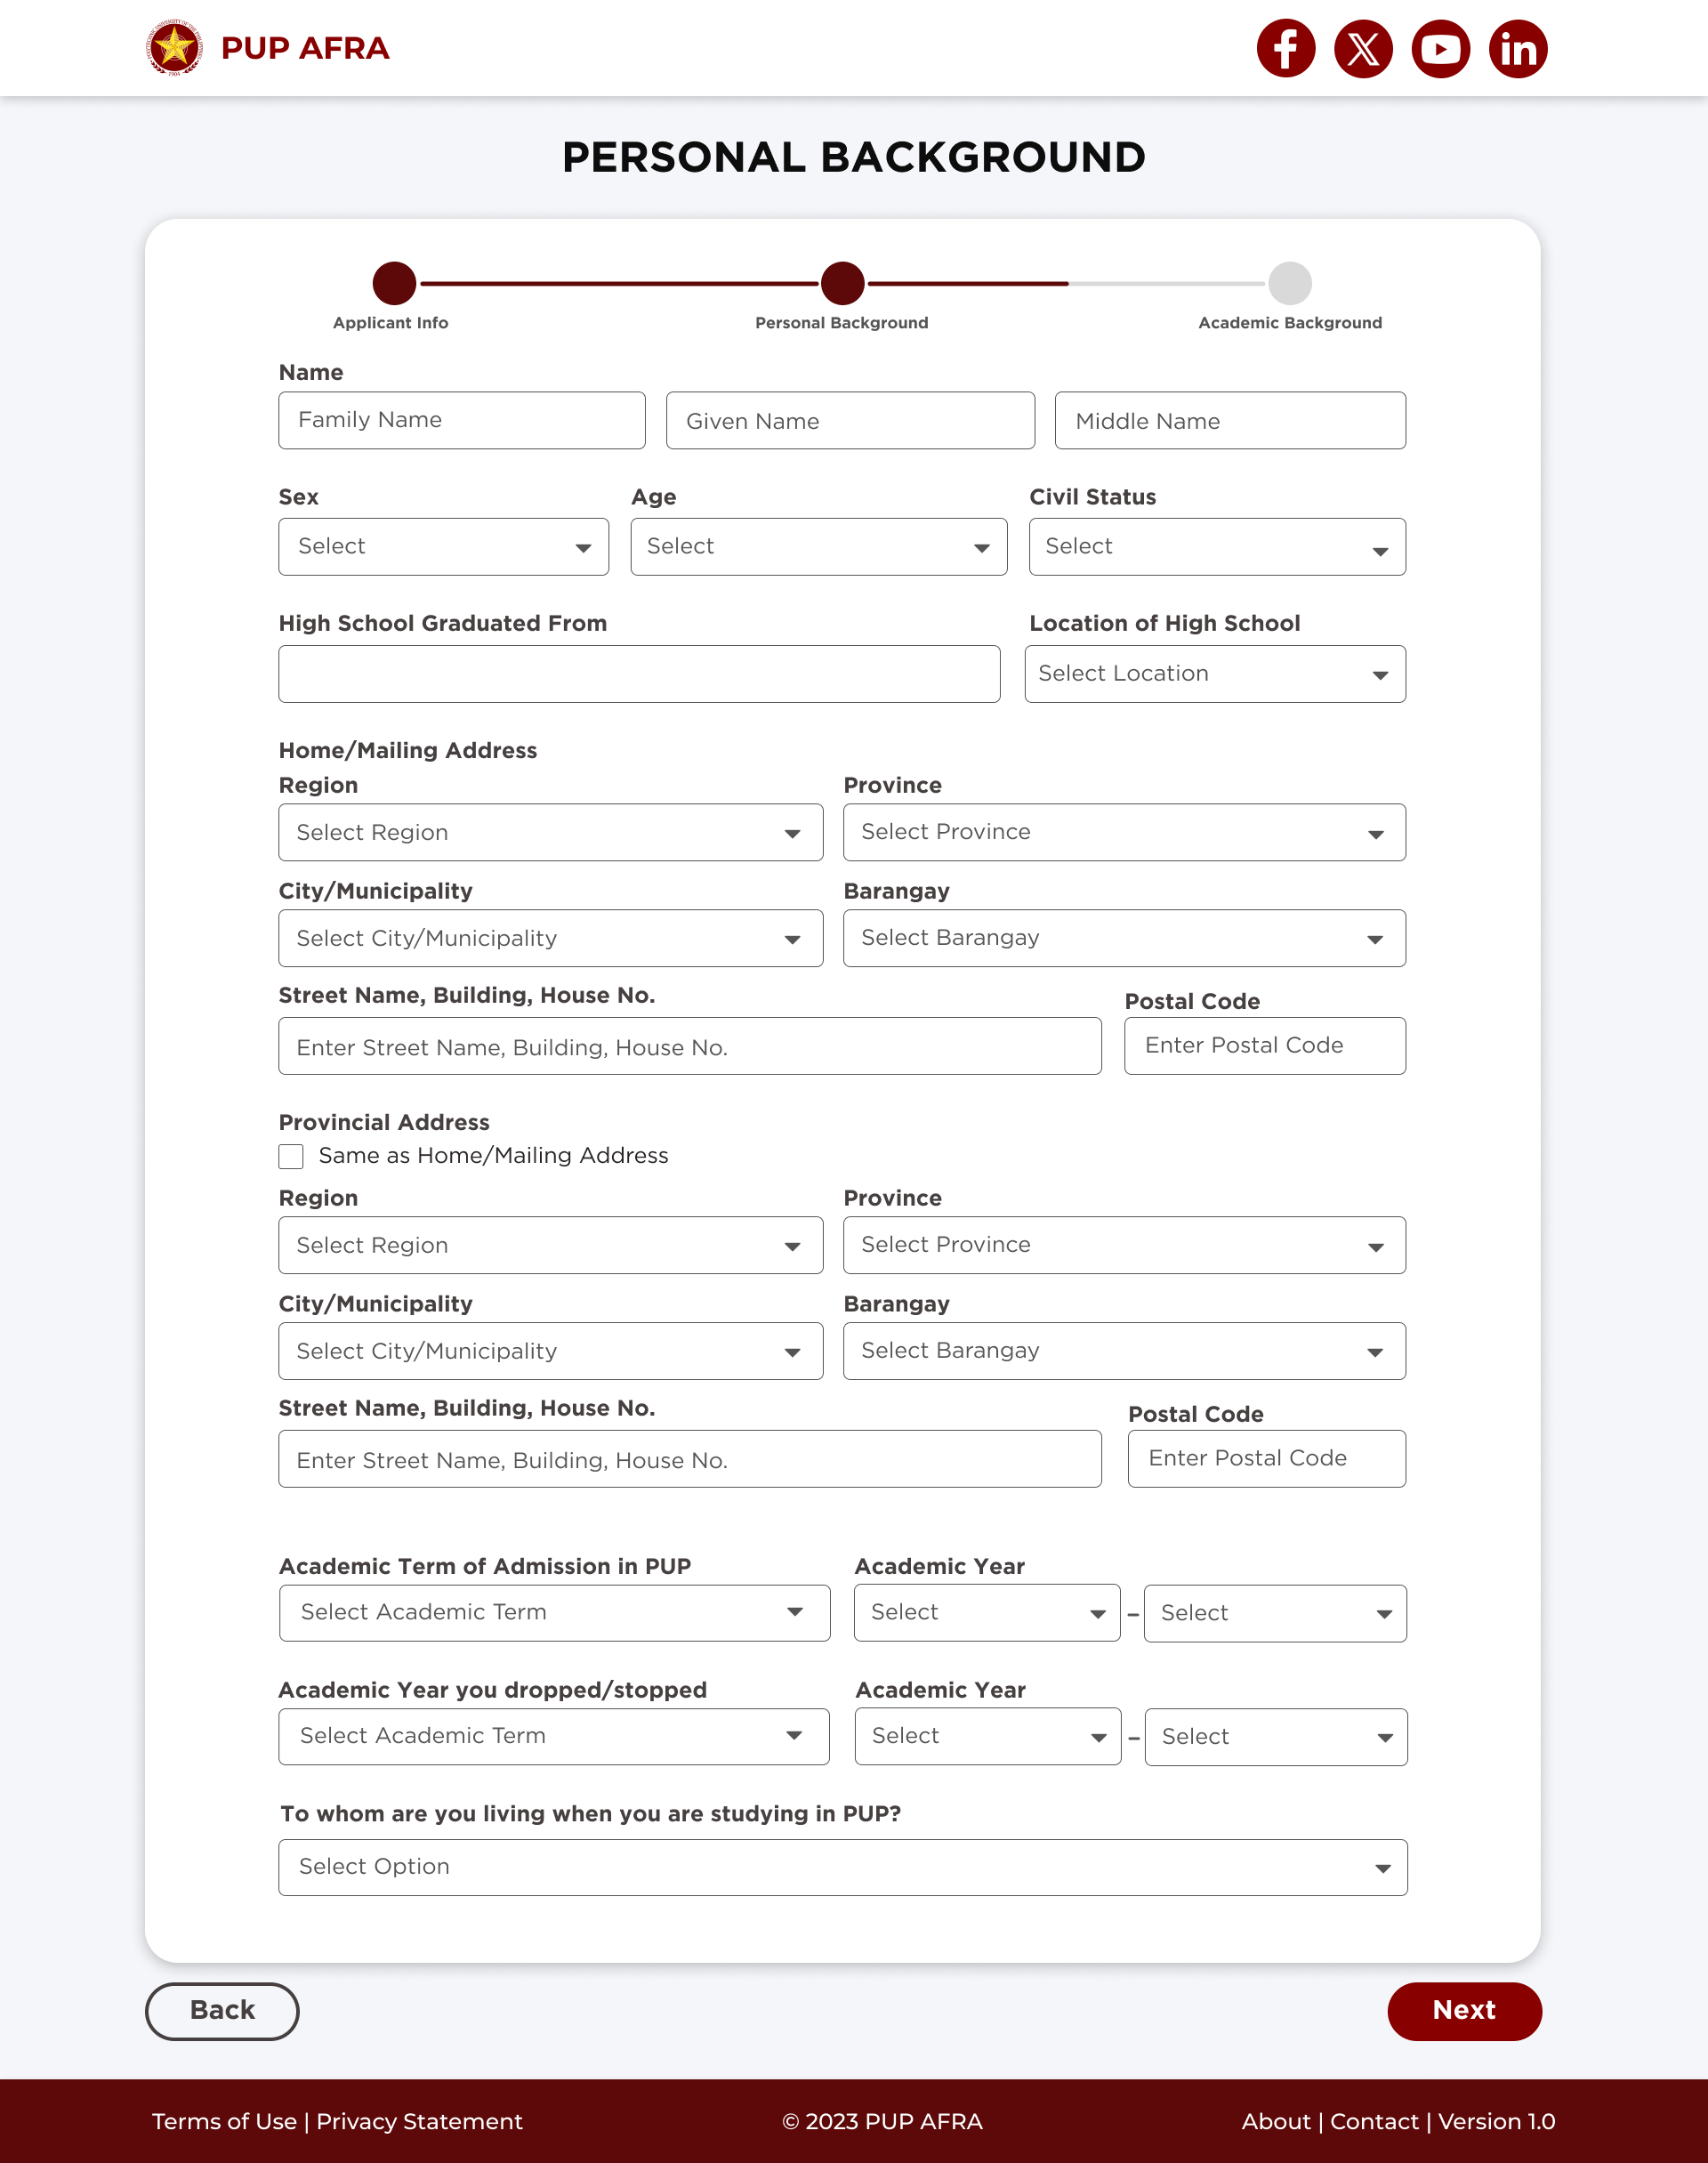 PUP AFRA
PERSONAL BACKGROUND
Applicant Info Personal Background Academic Background
Name
Family Name Given Name Middle Name
Sex Age Civil Status
Select Select Select
High School Graduated From Location of High School
Select Location
Home/Mailing Address
Region Province
Select Region Select Province
City/Municipality Barangay
Select City/Municipality Select Barangay
Street Name, Building, House No. Postal Code
Enter Street Name, Building, House No. Enter Postal Code
Provincial Address
Same as Home/Mailing Address
Region Province
Select Region Select Province
City/Municipality Barangay
Select City/Municipality Select Barangay
Street Name, Building, House No. Postal Code
Enter Street Name, Building, House No. Enter Postal Code
Academic Term of Admission in PUP Academic Year
Select Academic Term Select – Select
Academic Year you dropped/stopped Academic Year
Select Academic Term Select – Select
To whom are you living when you are studying in PUP?
Select Option
Back Next
Terms of Use | Privacy Statement © 2023 PUP AFRA About | Contact | Version 1.0